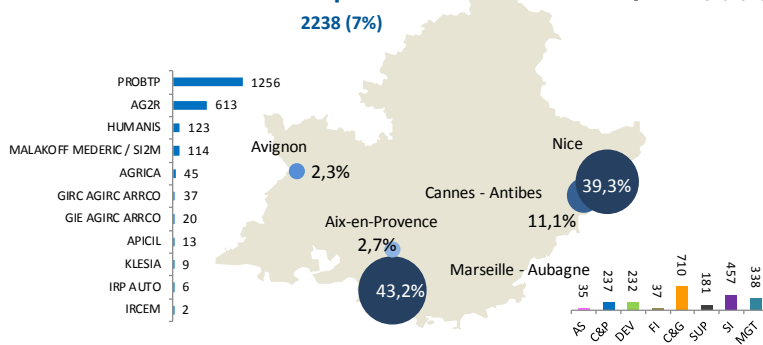 2238 (7%)
PROBTP 1256
AG2R 613
HUMANIS 123
MALAKOFF MEDERIC / SI2M 114
AGRICA 45
GIRC AGIRC ARRCO 37
GIE AGIRC ARRCO 20
APICIL 13
KLESIA 9
IRP AUTO 6
IRCEM 2
Avignon
2,3%
Nice
39,3%
Cannes - Antibes
11,1%
Aix-en-Provence
2,7%
Marseille - Aubagne
43,2%
35 237 232 37 710 181 457 338
AS C&P DEV FI C&G SUP SI MGT